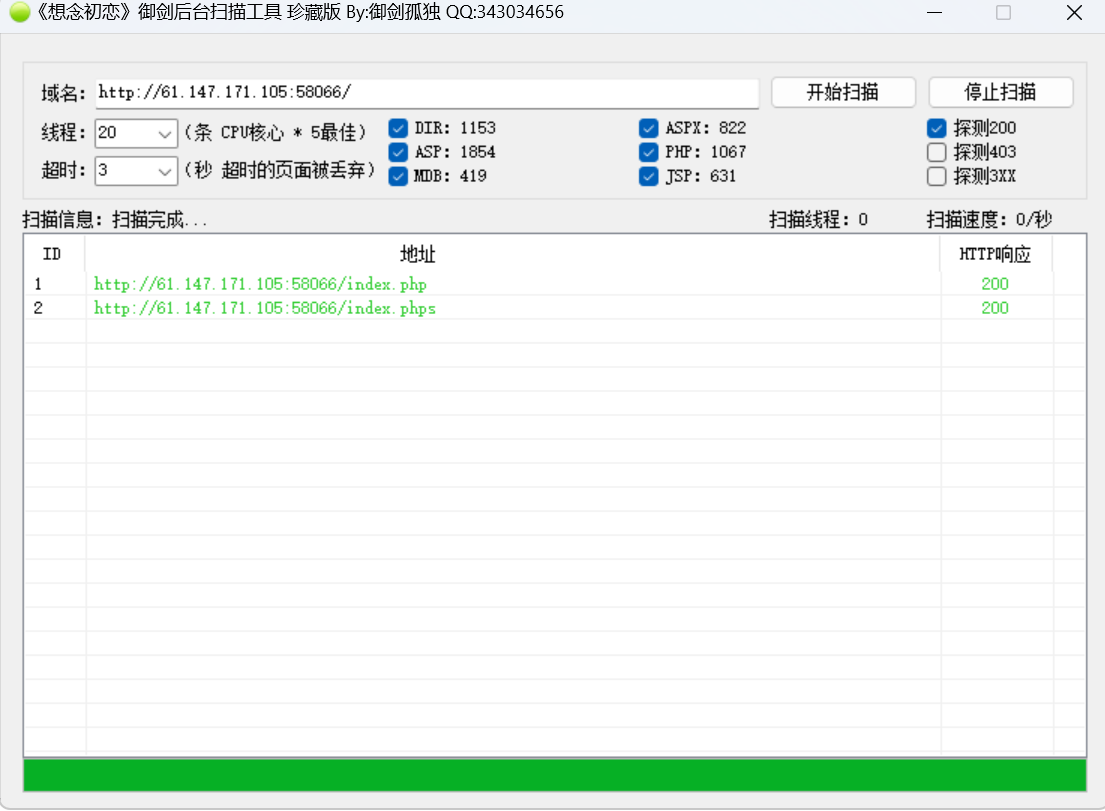 《想念初恋》御剑后台扫描工具 珍藏版 By:御剑孤独 QQ:343034656
域名: http://61.147.171.105:58066/ 开始扫描 停止扫描
线程: 20 (条 CPU核心 * 5最佳) DIR: 1153 ASPX: 822 探测200
ASP: 1854 PHP: 1067 探测403
超时: 3 (秒 超时的页面被丢弃) MDB: 419 JSP: 631 探测3XX
扫描信息: 扫描完成... 扫描线程: 0 扫描速度: 0/秒
ID 地址 HTTP响应
1 http://61.147.171.105:58066/index.php 200
2 http://61.147.171.105:58066/index.phps 200